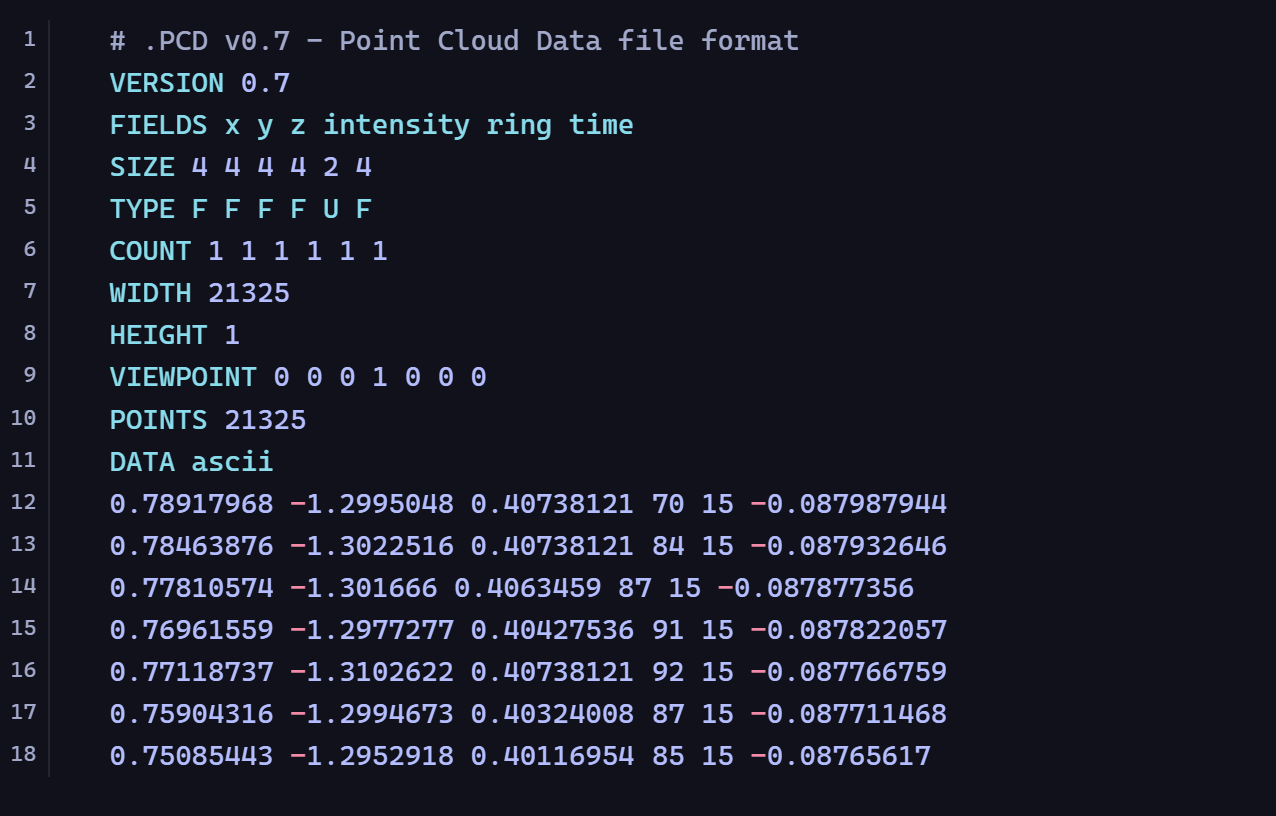 1 # .PCD v0.7 - Point Cloud Data file format
2 VERSION 0.7
3 FIELDS x y z intensity ring time
4 SIZE 4 4 4 4 2 4
5 TYPE F F F F U F
6 COUNT 1 1 1 1 1 1
7 WIDTH 21325
8 HEIGHT 1
9 VIEWPOINT 0 0 0 1 0 0 0
10 POINTS 21325
11 DATA ascii
12 0.78917968 -1.2995048 0.40738121 70 15 -0.087987944
13 0.78463876 -1.3022516 0.40738121 84 15 -0.087932646
14 0.77810574 -1.301666 0.4063459 87 15 -0.087877356
15 0.76961559 -1.2977277 0.40427536 91 15 -0.087822057
16 0.77118737 -1.3102622 0.40738121 92 15 -0.087766759
17 0.75904316 -1.2994673 0.40324008 87 15 -0.087711468
18 0.75085443 -1.2952918 0.40116954 85 15 -0.08765617